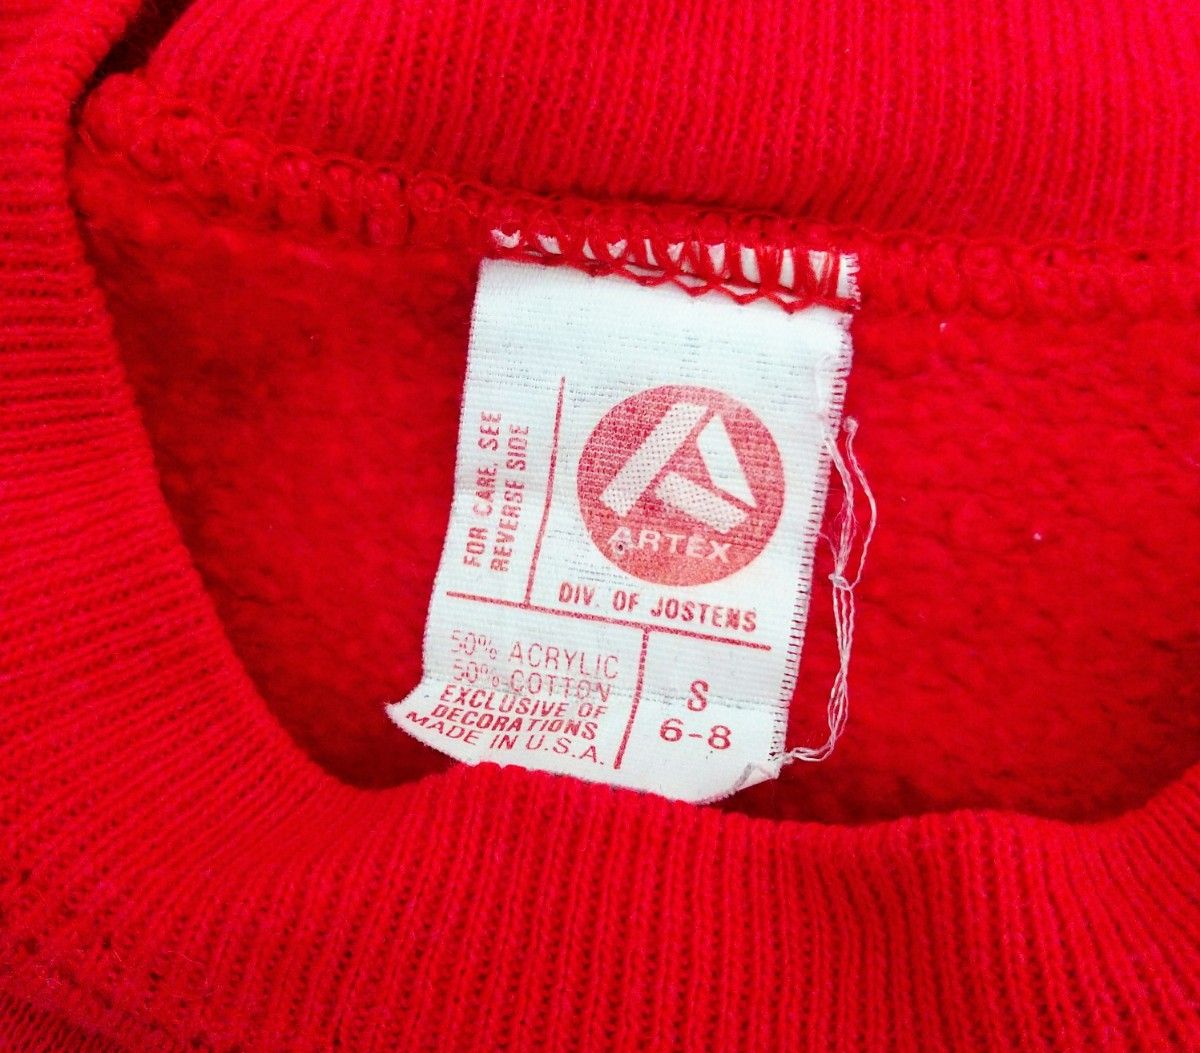 FOR CARE, SEE
REVERSE SIDE
ARTEX
DIV. OF JOSTENS
50% ACRYLIC
50% COTTON
EXCLUSIVE OF
DECORATIONS
MADE IN U.S.A.
S
6-8